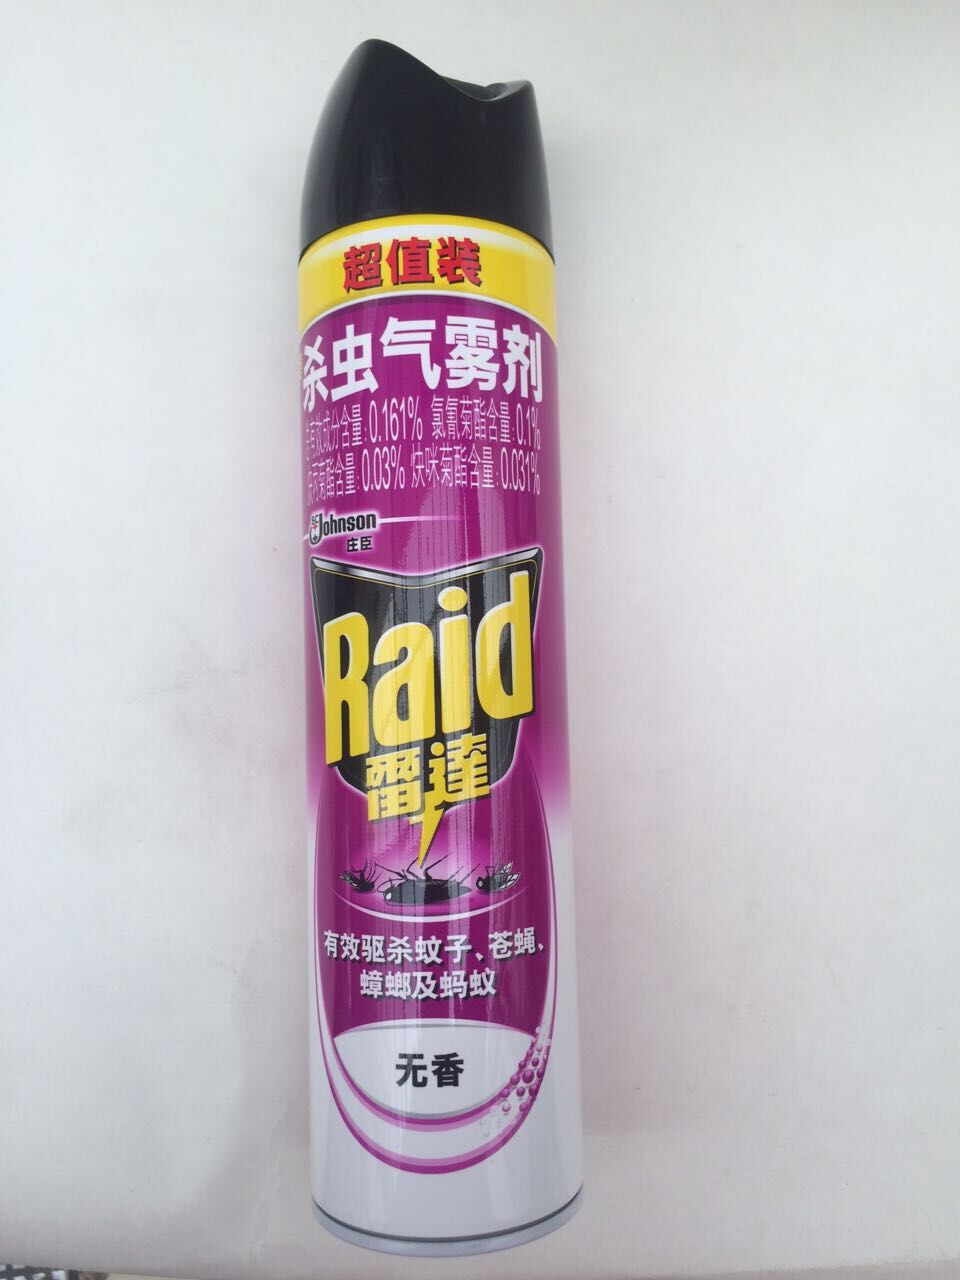 超值装
杀虫气雾剂
有效成分含量:0.161% 氯氰菊酯含量:0.1%
炔丙菊酯含量:0.03% 炔咪菊酯含量:0.031%
SC Johnson
庄臣
Raid
雷達
有效驱杀蚊子、苍蝇、
蟑螂及蚂蚁
无香